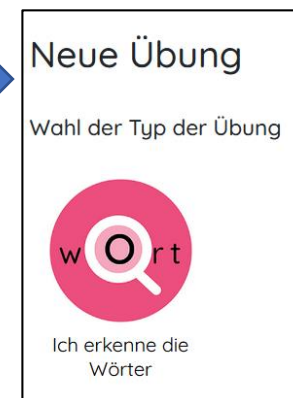 Neue Übung
Wahl der Typ der Übung
wOrt
Ich erkenne die
Wörter